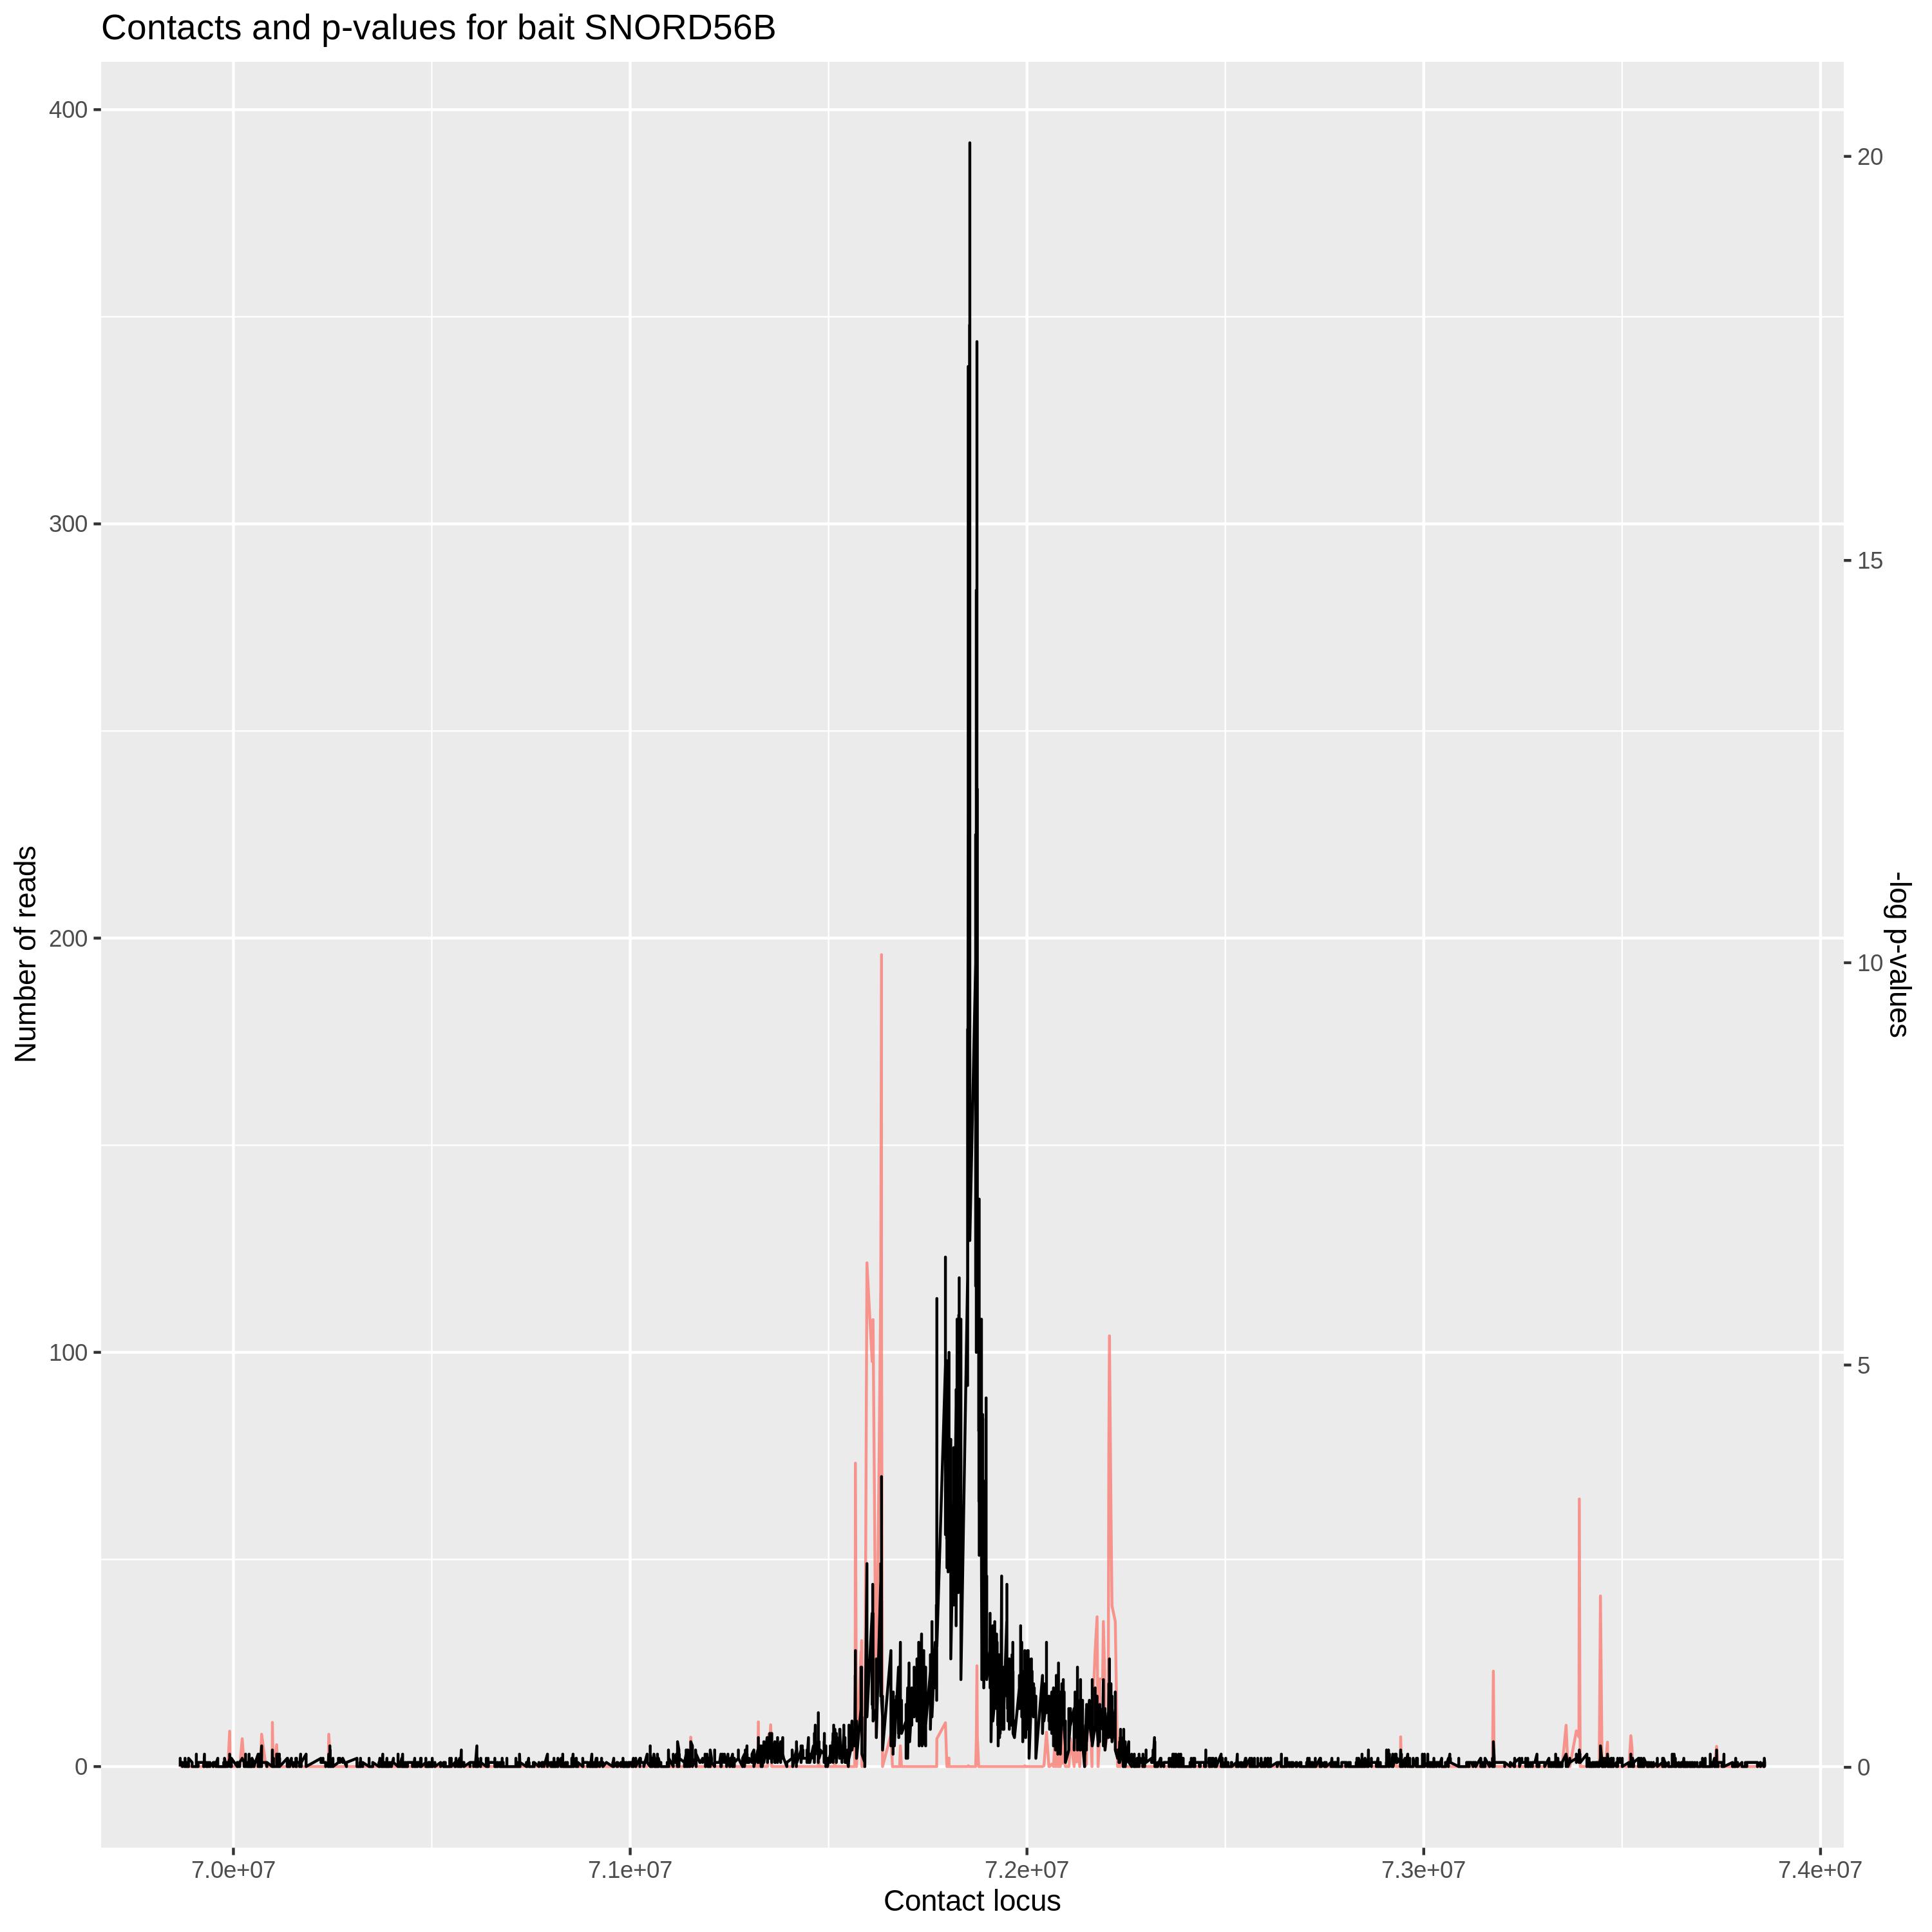 Contacts and p-values for bait SNORD56B
400
300
200
100
0
Number of reads
20
15
10
5
0
-log p-values
7.0e+07
7.1e+07
7.2e+07
7.3e+07
7.4e+07
Contact locus